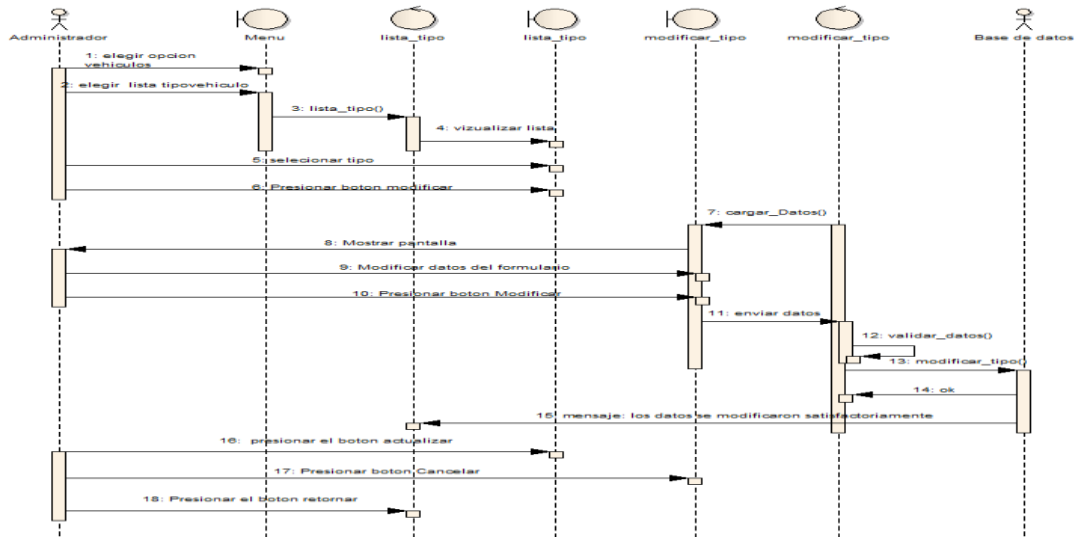 Administrador
Menu
lista_tipo
lista_tipo
modificar_tipo
modificar_tipo
Base de datos
1: elegir opcion
vehiculos
2: elegir lista tipovehiculo
3: lista_tipo()
4: vizualizar lista
5: selecionar tipo
6: Presionar boton modificar
7: cargar_Datos()
8: Mostrar pantalla
9: Modificar datos del formulario
10: Presionar boton Modificar
11: enviar datos
12: validar_datos()
13: modificar_tipo()
14: ok
15: mensaje: los datos se modificaron satisfactoriamente
16: presionar el boton actualizar
17: Presionar boton Cancelar
18: Presionar el boton retornar